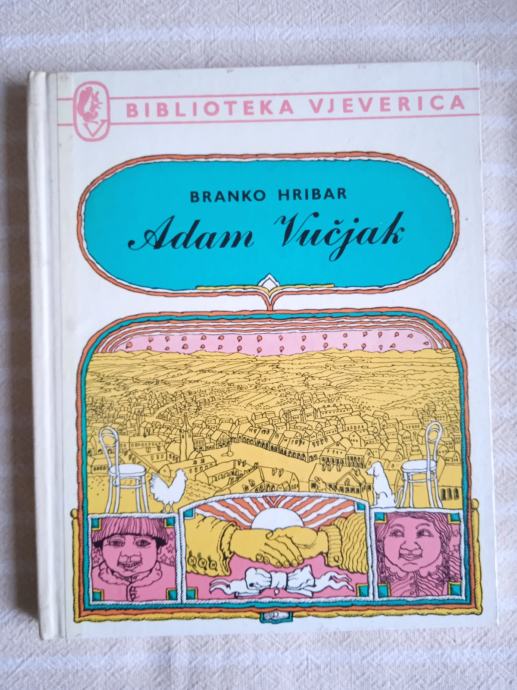 BIBLIOTEKA VJEVERICA
BRANKO HRIBAR
Adam Vučjak